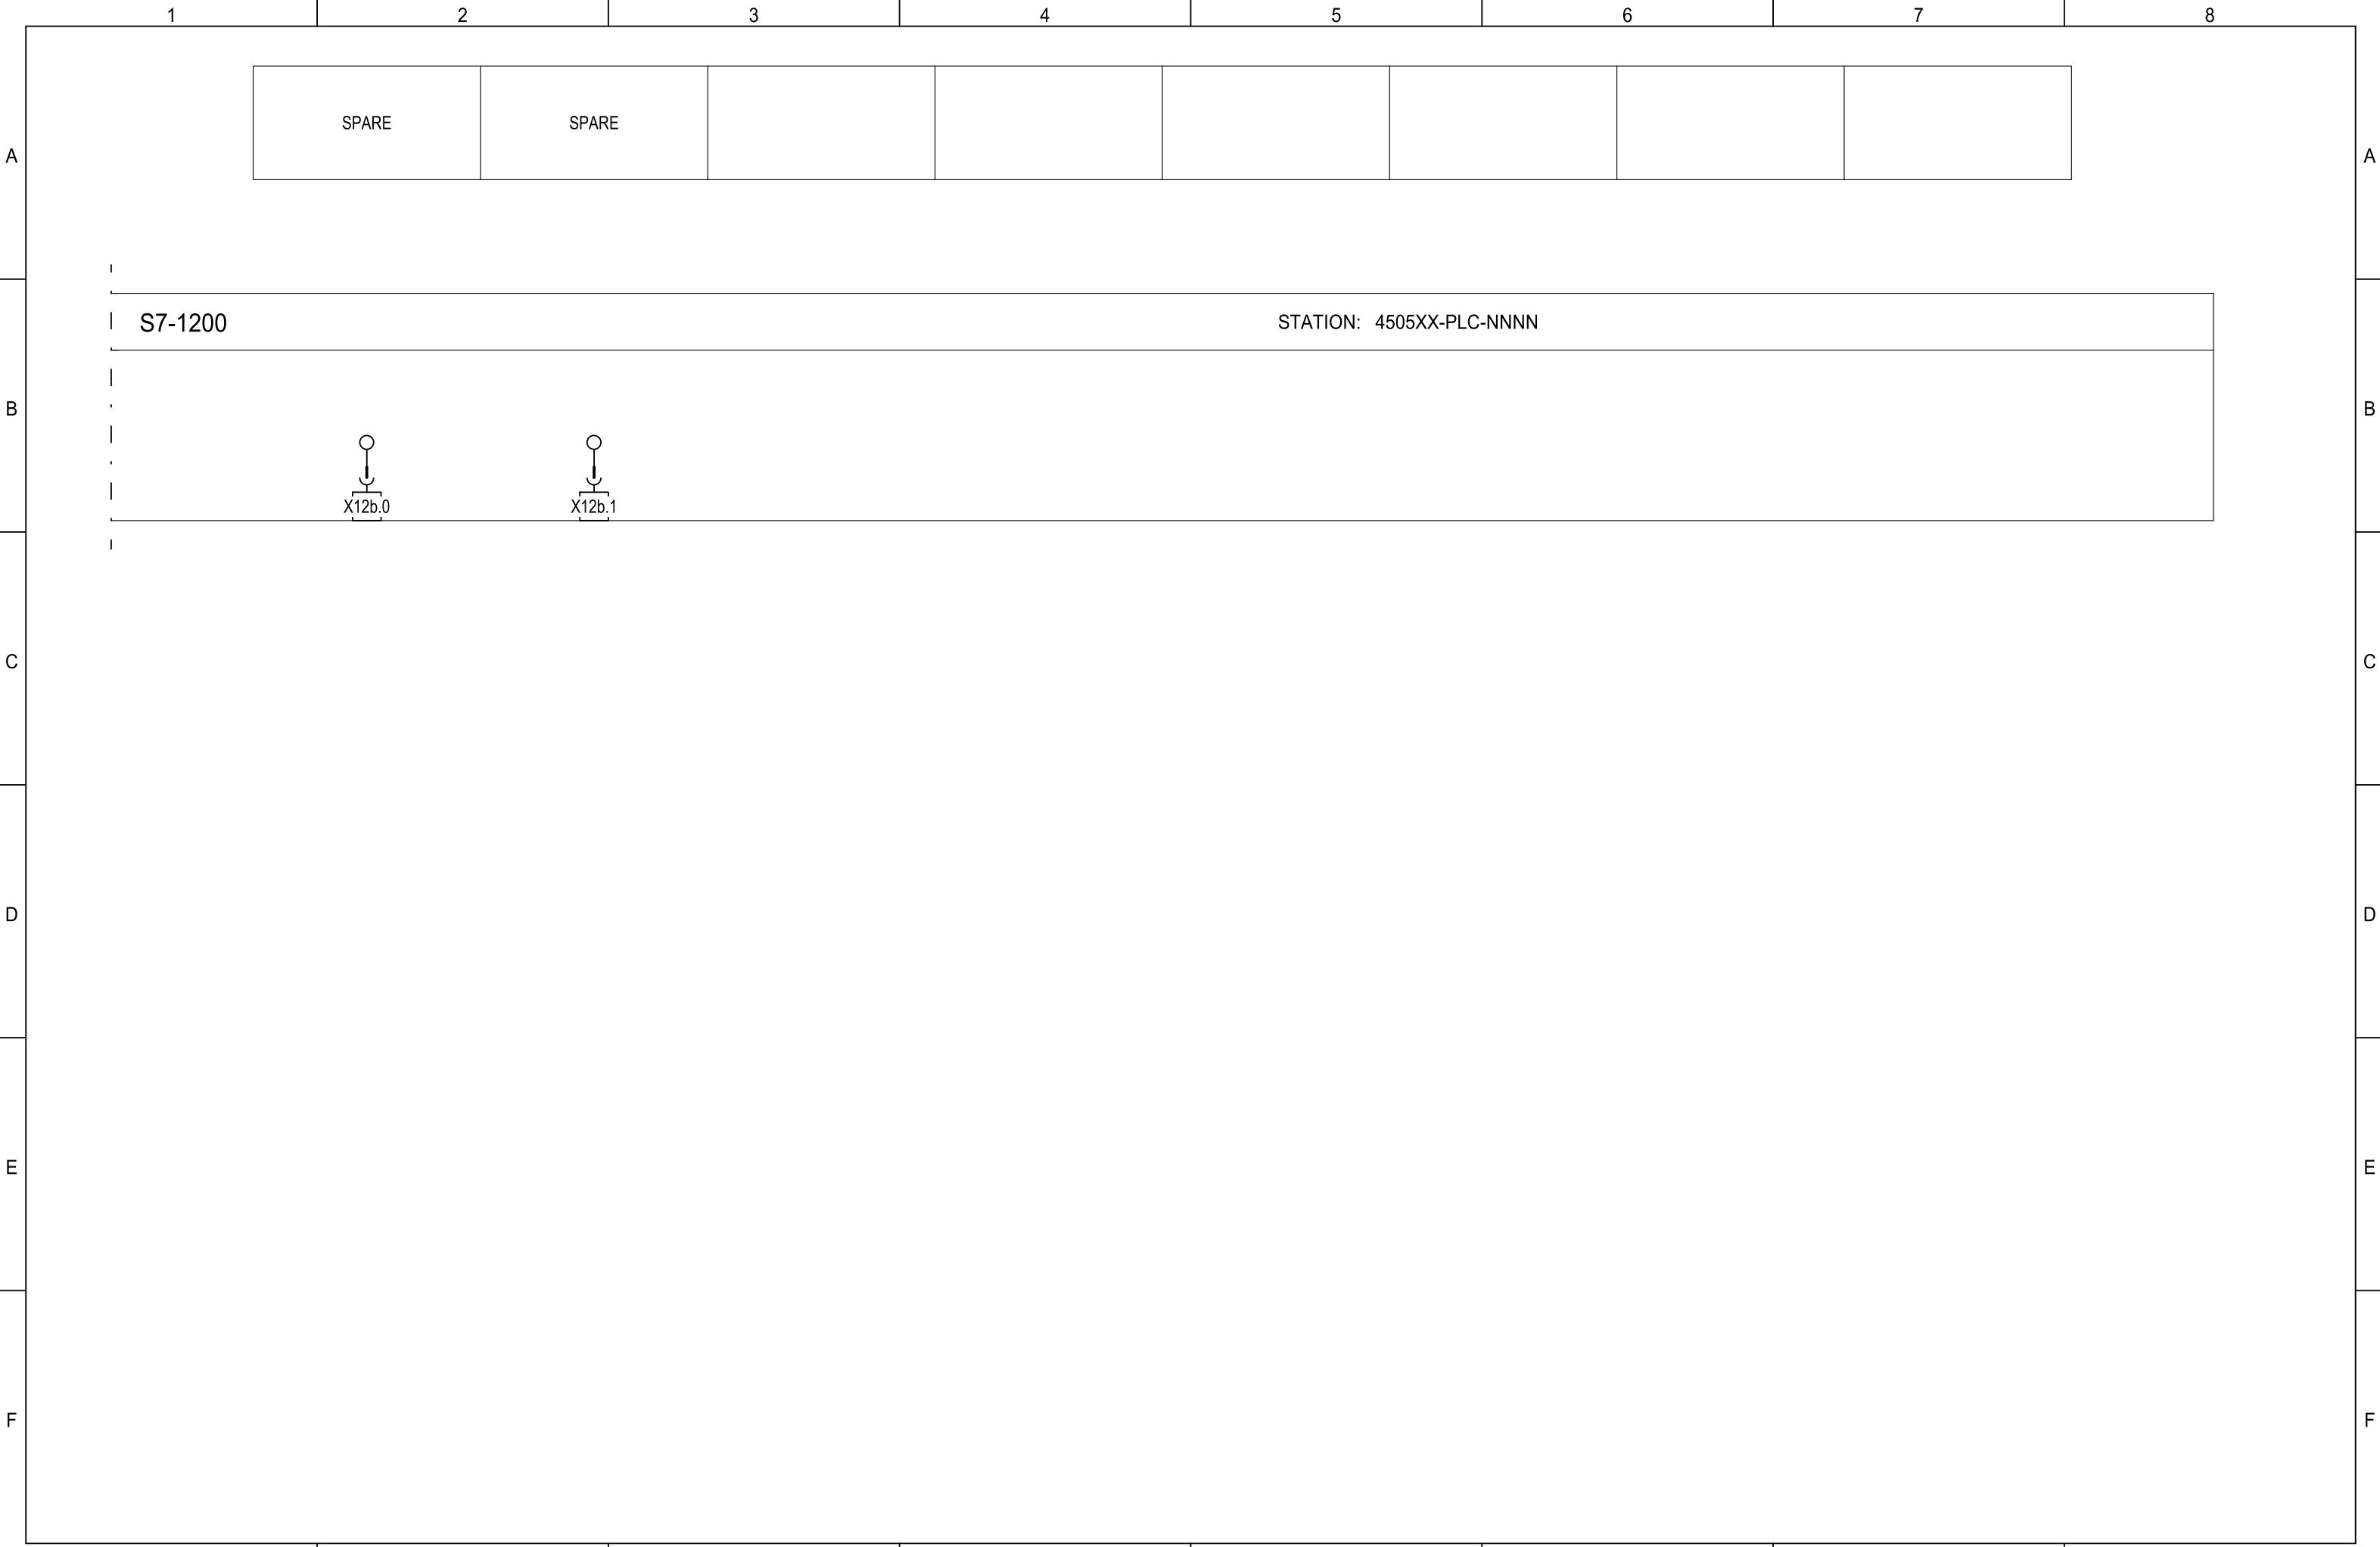 1 2 3 4 5 6 7 8
SPARE SPARE
A A
S7-1200 STATION: 4505XX-PLC-NNNN
B B
X12b.0 X12b.1
C C
D D
E E
F F